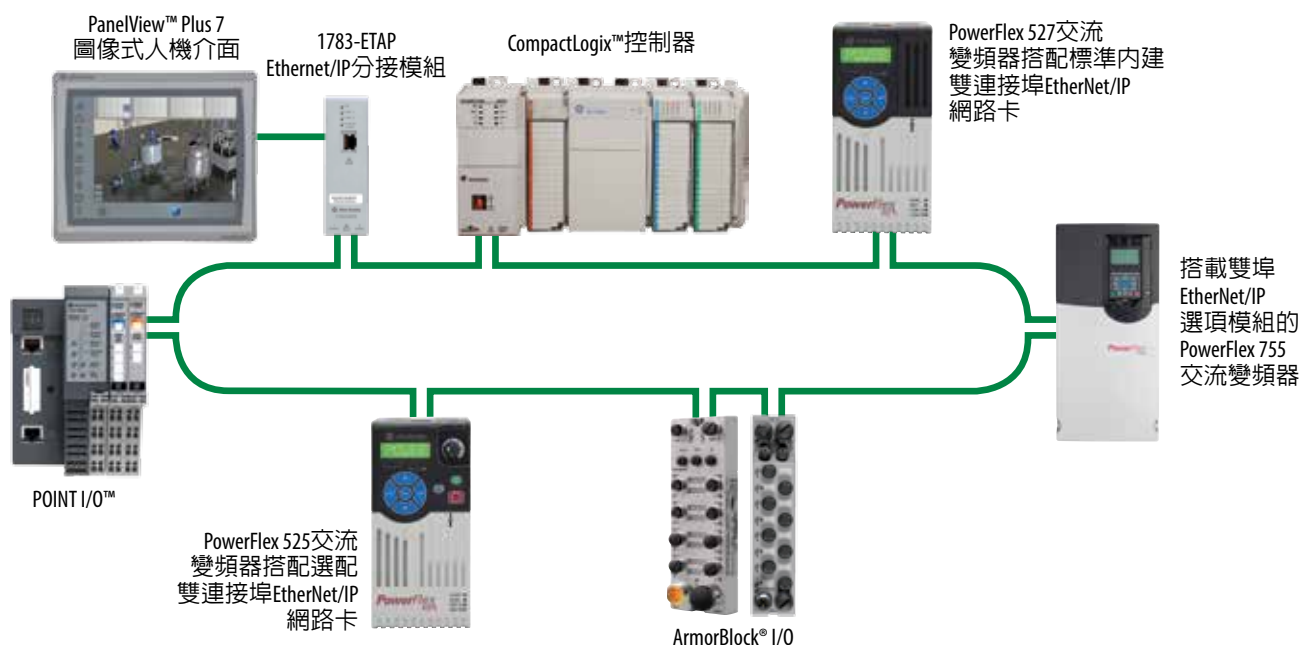 PanelView™ Plus 7
圖像式人機介面
1783-ETAP
Ethernet/IP分接模組
CompactLogix™控制器
PowerFlex 527交流
變頻器搭配標準內建
雙連接埠EtherNet/IP
網路卡
搭載雙埠
EtherNet/IP
選項模組的
PowerFlex 755
交流變頻器
POINT I/O™
PowerFlex 525交流
變頻器搭配選配
雙連接埠EtherNet/IP
網路卡
ArmorBlock® I/O
PowerFlex
PowerFlex
PowerFlex